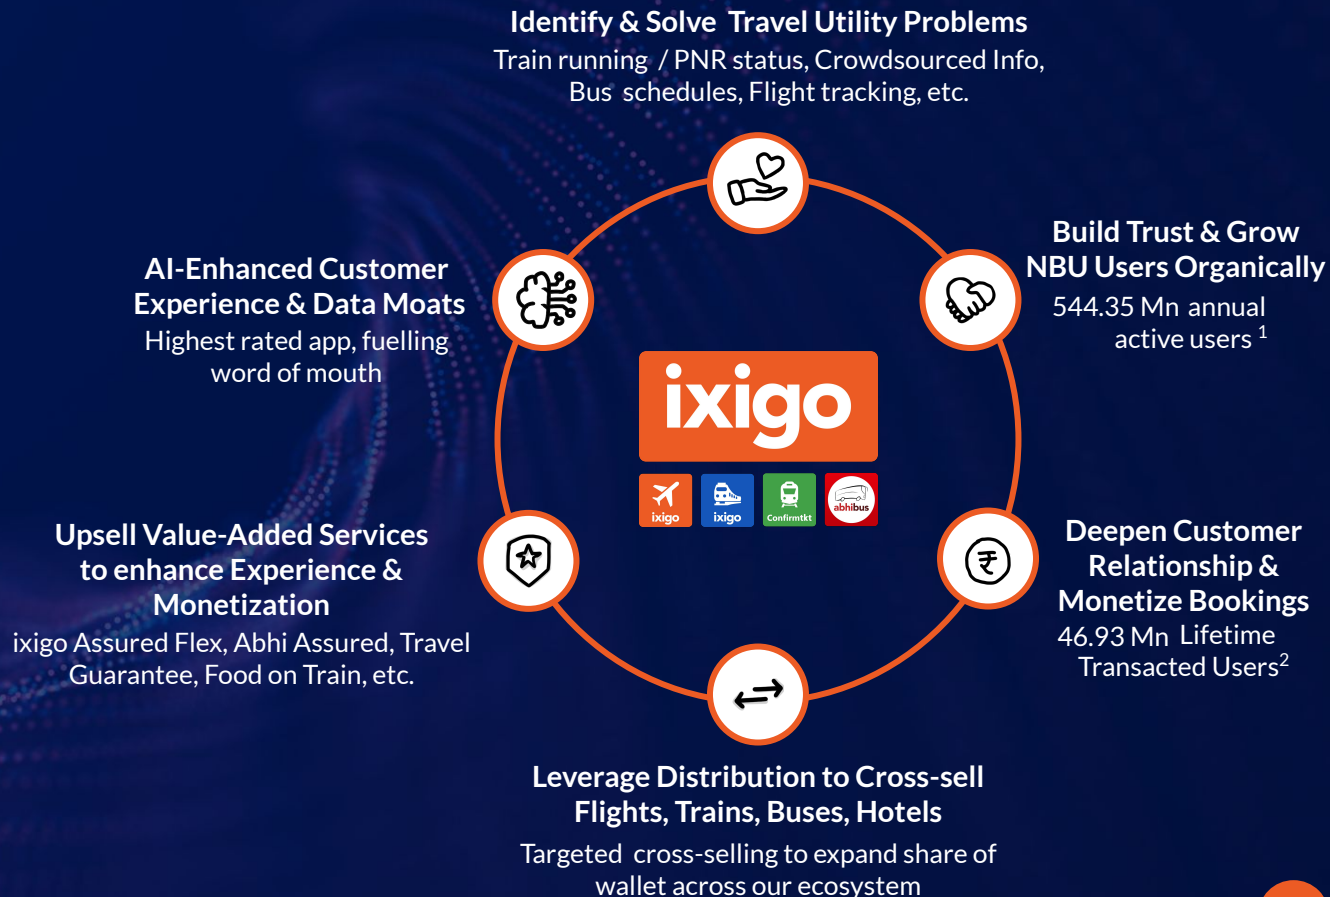 Identify & Solve Travel Utility Problems
Train running / PNR status, Crowdsourced Info,
Bus schedules, Flight tracking, etc.
Build Trust & Grow
NBU Users Organically
544.35 Mn annual
active users 1
Deepen Customer
Relationship &
Monetize Bookings
46.93 Mn Lifetime
Transacted Users2
Leverage Distribution to Cross-sell
Flights, Trains, Buses, Hotels
Targeted cross-selling to expand share of
wallet across our ecosystem
Upsell Value-Added Services
to enhance Experience &
Monetization
ixigo Assured Flex, Abhi Assured, Travel
Guarantee, Food on Train, etc.
AI-Enhanced Customer
Experience & Data Moats
Highest rated app, fuelling
word of mouth
ixigo
ixigo
ixigo
Confirmtkt
abhibus
₹